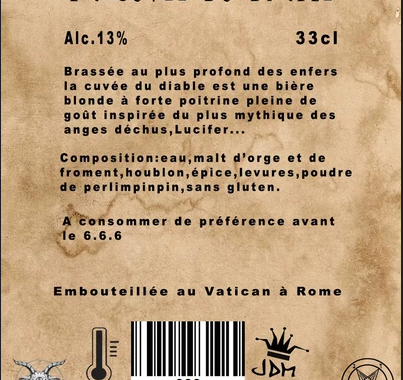 Alc.13% 33cl
Brassée au plus profond des enfers
la cuvée du diable est une bière
blonde à forte poitrine pleine de
goût inspirée du plus mythique des
anges déchus,Lucifer...
Composition:eau,malt d'orge et de
froment,houblon,épice,levures,poudre
de perlimpinpin,sans gluten.
A consommer de préférence avant
le 6.6.6
Embouteillée au Vatican à Rome
JDM